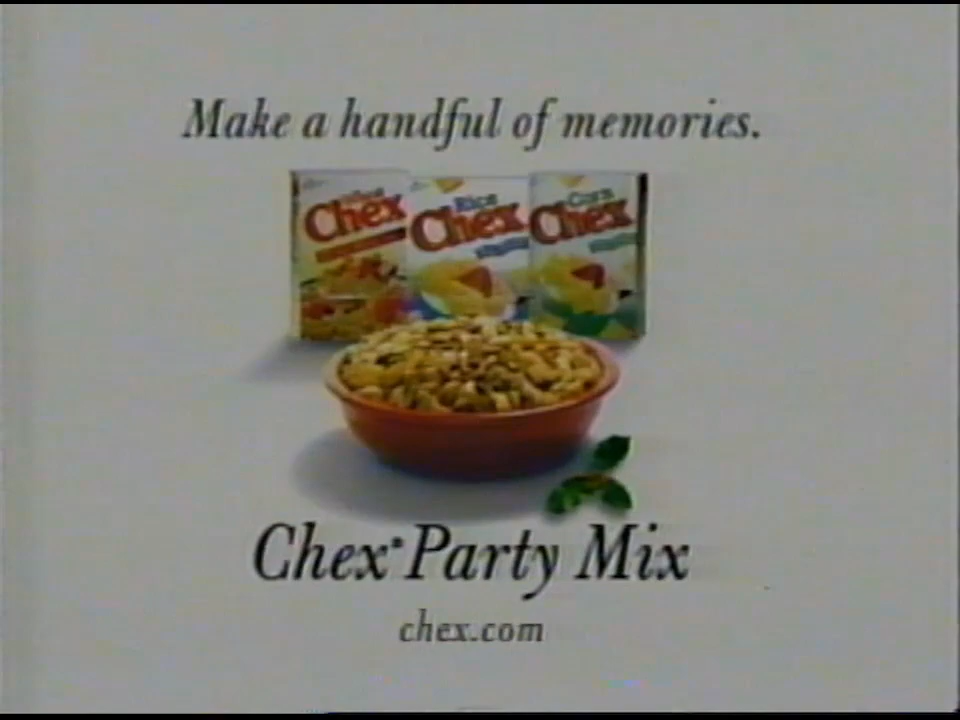 Make a handful of memories.
Chex
Rice
Chex
Corn
Chex
Chex® Party Mix
chex.com